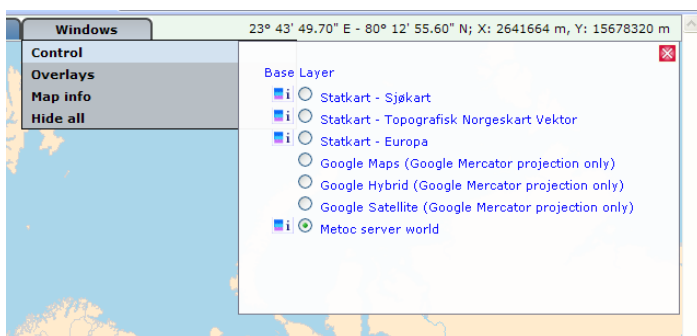 Windows
23° 43' 49.70" E - 80° 12' 55.60" N; X: 2641664 m, Y: 15678320 m
Control
Overlays
Map info
Hide all
Base Layer
i Statkart - Sjøkart
i Statkart - Topografisk Norgeskart Vektor
i Statkart - Europa
Google Maps (Google Mercator projection only)
Google Hybrid (Google Mercator projection only)
Google Satellite (Google Mercator projection only)
i Metoc server world